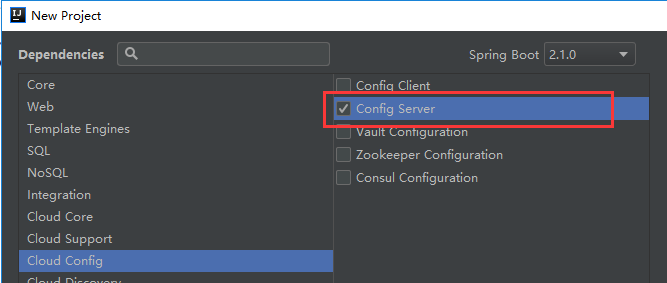 New Project
Dependencies
Spring Boot 2.1.0
Core
Web
Template Engines
SQL
NoSQL
Integration
Cloud Core
Cloud Support
Cloud Config
Cloud Discovery
Config Client
Config Server
Vault Configuration
Zookeeper Configuration
Consul Configuration